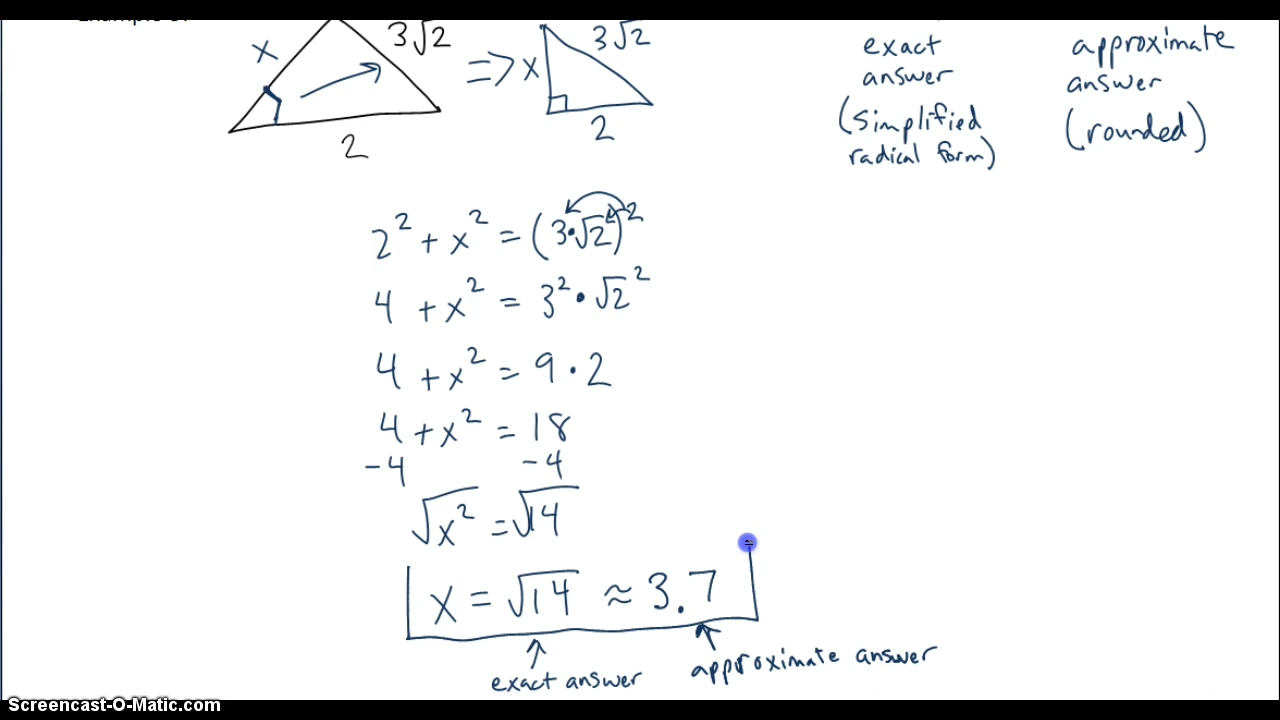 x 3√2 => x 3√2
2 2
exact answer (simplified radical form)
approximate answer (rounded)
2² + x² = (3•√2)²
4 + x² = 3² • √2²
4 + x² = 9 • 2
4 + x² = 18
-4 -4
√x² = √14
x = √14 ≈ 3.7
exact answer
approximate answer
Screencast-O-Matic.com